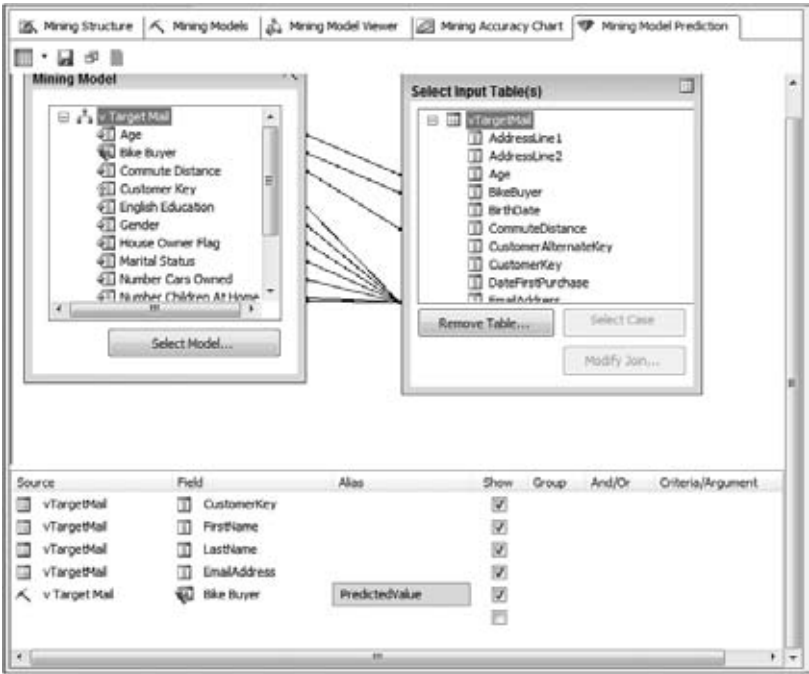 Mining Structure Mining Models Mining Model Viewer Mining Accuracy Chart Mining Model Prediction
Mining Model
v Target Mail
Age
Bike Buyer
Commute Distance
Customer Key
English Education
Gender
House Owner Flag
Marital Status
Number Cars Owned
Number Children At Home
Select Model...
Select Input Table(s)
vTargetMail
AddressLine1
AddressLine2
Age
BikeBuyer
BirthDate
CommuteDistance
CustomerAlternateKey
CustomerKey
DateFirstPurchase
EmailAddress
Remove Table... Select Case
Modify Join...
Source Field Alias Show Group And/Or Criteria/Argument
vTargetMail CustomerKey
vTargetMail FirstName
vTargetMail LastName
vTargetMail EmailAddress
v Target Mail Bike Buyer PredictedValue